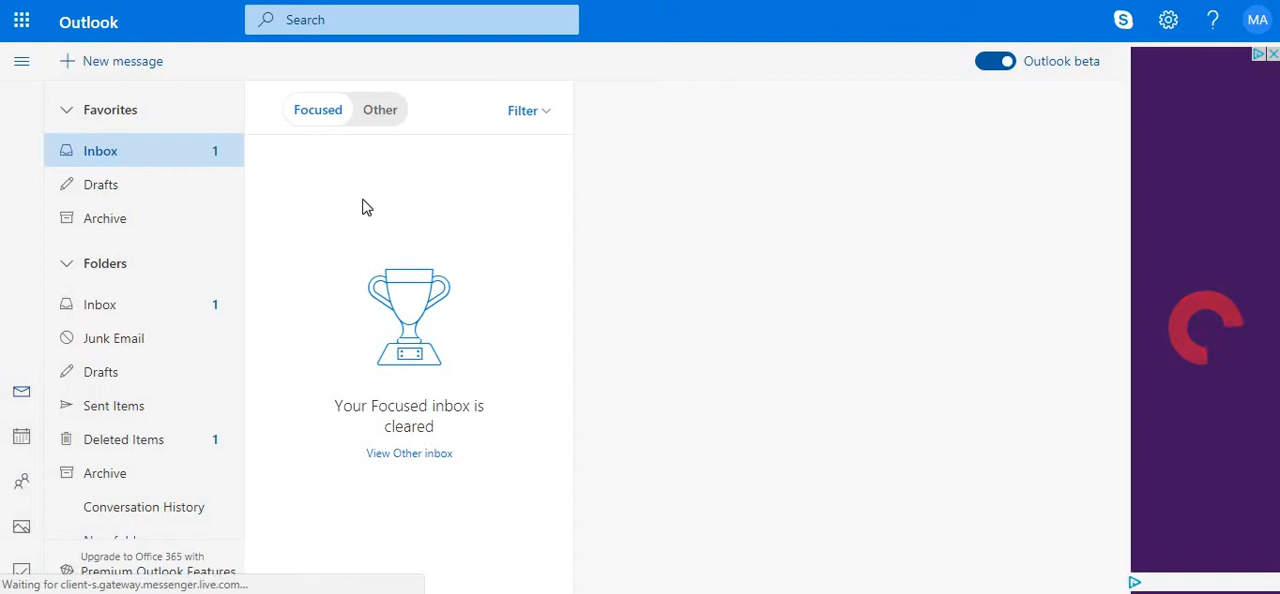 Outlook
Search
S
?
MA
New message
Outlook beta
Favorites
Inbox 1
Drafts
Archive
Folders
Inbox 1
Junk Email
Drafts
Sent Items
Deleted Items 1
Archive
Conversation History
Upgrade to Office 365 with
Premium Outlook Features
Waiting for client-s.gateway.messenger.live.com...
Focused Other Filter
Your Focused inbox is
cleared
View Other inbox